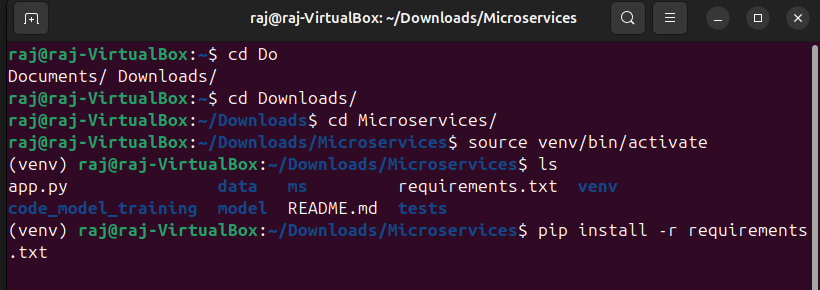 raj@raj-VirtualBox: ~/Downloads/Microservices
raj@raj-VirtualBox:~$ cd Do
Documents/ Downloads/
raj@raj-VirtualBox:~$ cd Downloads/
raj@raj-VirtualBox:~/Downloads$ cd Microservices/
raj@raj-VirtualBox:~/Downloads/Microservices$ source venv/bin/activate
(venv) raj@raj-VirtualBox:~/Downloads/Microservices$ ls
app.py data ms requirements.txt venv
code_model_training model README.md tests
(venv) raj@raj-VirtualBox:~/Downloads/Microservices$ pip install -r requirements
.txt